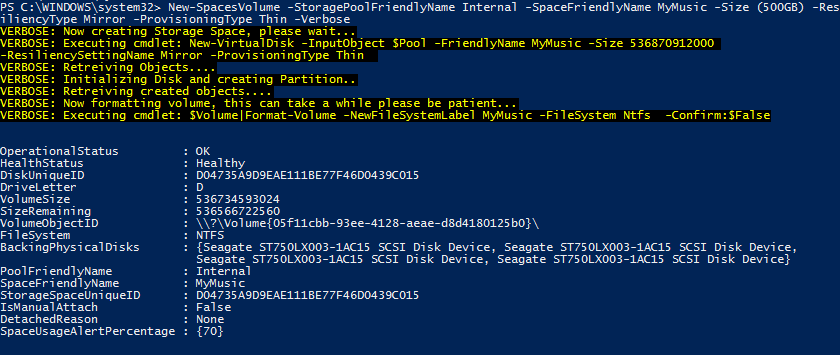 PS C:\WINDOWS\system32> New-SpacesVolume -StoragePoolFriendlyName Internal -SpaceFriendlyName MyMusic -Size (500GB) -Res
iliencyType Mirror -ProvisioningType Thin -Verbose
VERBOSE: Now creating Storage Space, please wait...
VERBOSE: Executing cmdlet: New-VirtualDisk -InputObject $Pool -FriendlyName MyMusic -Size 536870912000
-ResiliencySettingName Mirror -ProvisioningType Thin
VERBOSE: Retreiving Objects....
VERBOSE: Initializing Disk and creating Partition..
VERBOSE: Retreiving created objects....
VERBOSE: Now formatting volume, this can take a while please be patient...
VERBOSE: Executing cmdlet: $Volume|Format-Volume -NewFileSystemLabel MyMusic -FileSystem Ntfs  -Confirm:$False
OperationalStatus : OK
HealthStatus : Healthy
DiskUniqueID : D04735A9D9EAE111BE77F46D0439C015
DriveLetter : D
VolumeSize : 536734593024
SizeRemaining : 536566722560
VolumeObjectID : \\?\Volume{05f11cbb-93ee-4128-aeae-d8d4180125b0}\
FileSystem : NTFS
BackingPhysicalDisks : {Seagate ST750LX003-1AC15 SCSI Disk Device, Seagate ST750LX003-1AC15 SCSI Disk Device,
Seagate ST750LX003-1AC15 SCSI Disk Device, Seagate ST750LX003-1AC15 SCSI Disk Device}
PoolFriendlyName : Internal
SpaceFriendlyName : MyMusic
StorageSpaceUniqueID : D04735A9D9EAE111BE77F46D0439C015
IsManualAttach : False
DetachedReason : None
SpaceUsageAlertPercentage : {70}